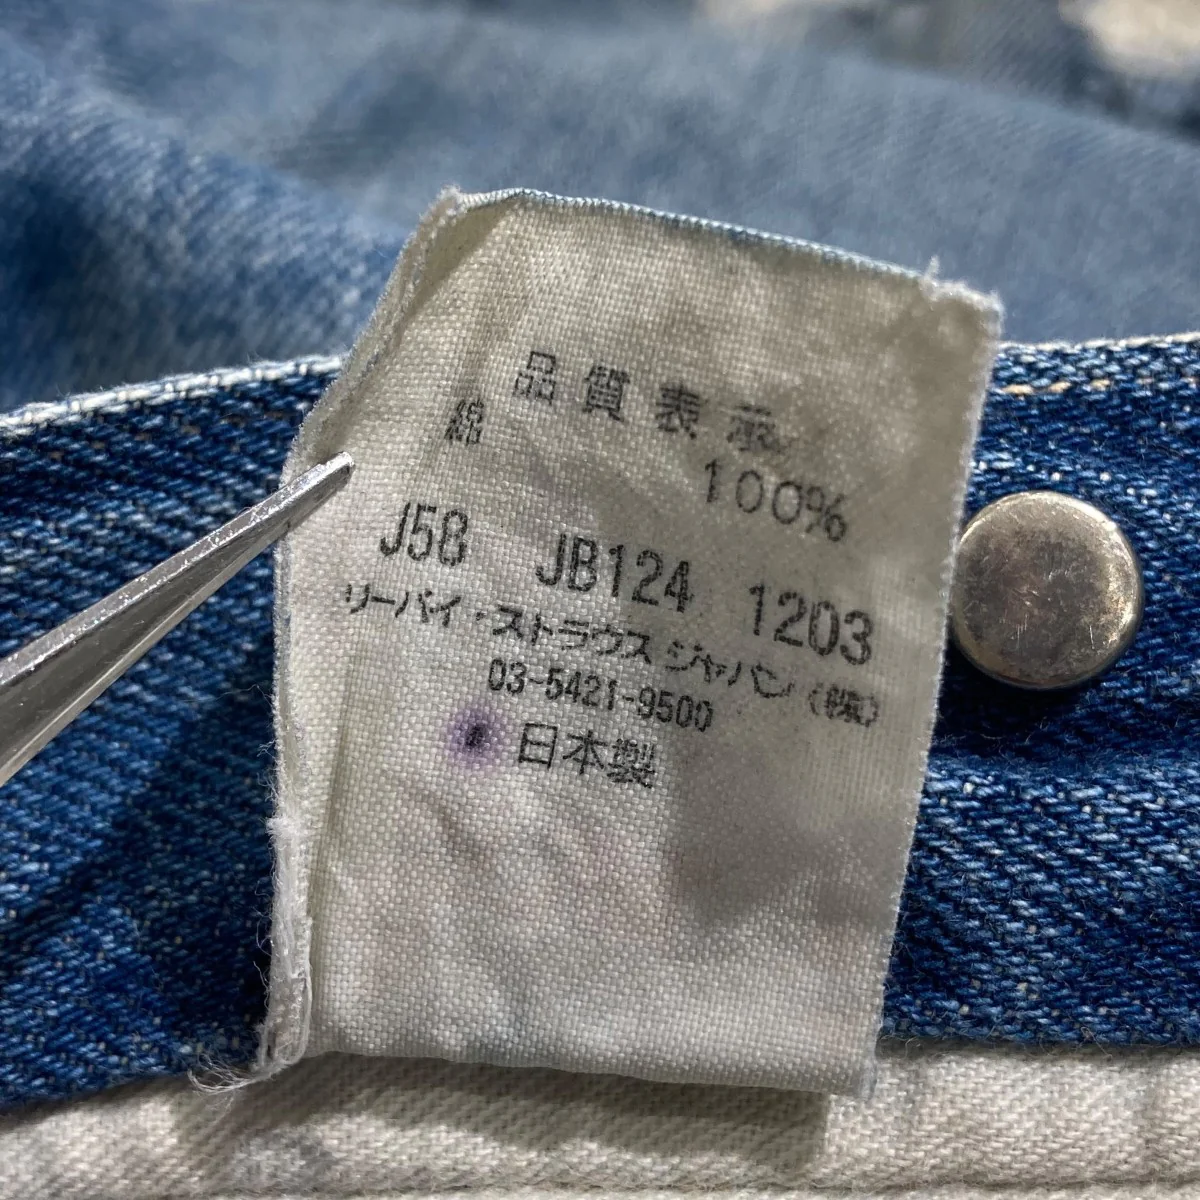 品質表示
綿 100%
J58 JB124 1203
リーバイ・ストラウス ジャパン(株)
03-5421-9500
日本製